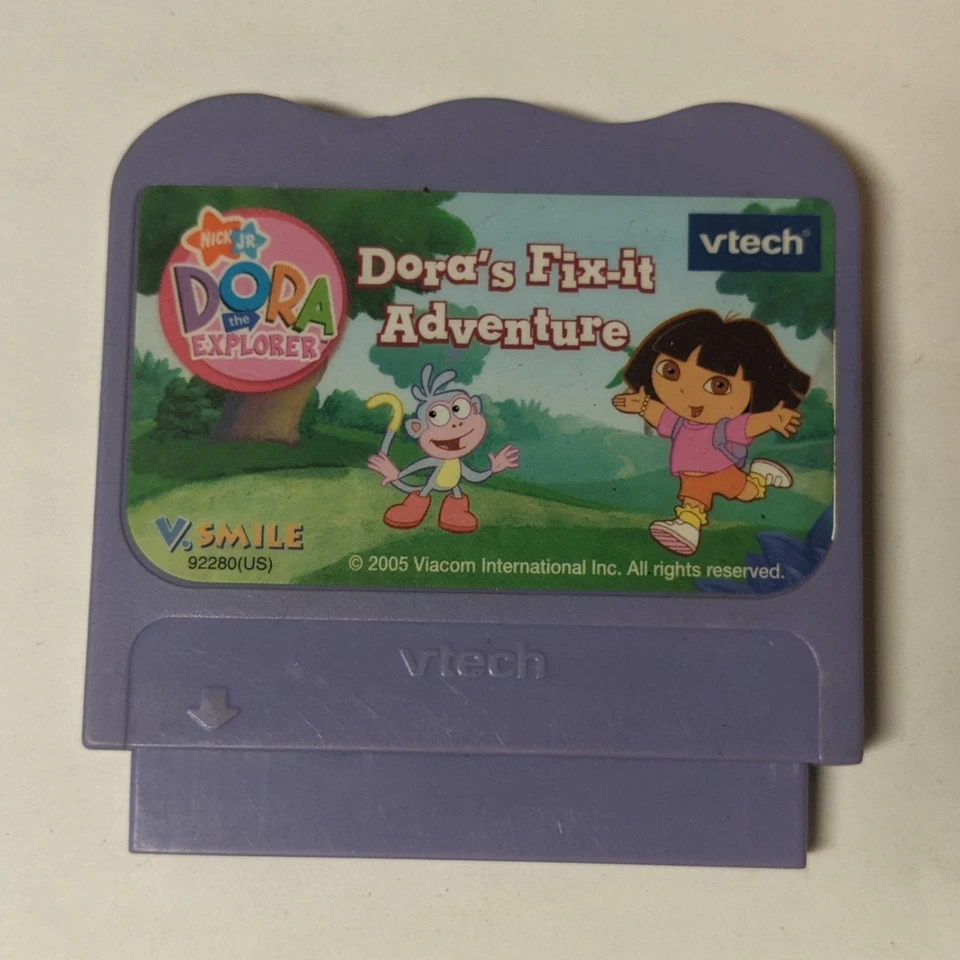 NICK JR.
DORA
the
EXPLORER™
Dora's Fix-it
Adventure
vtech®
V.SMILE
92280(US)
© 2005 Viacom International Inc. All rights reserved.
vtech